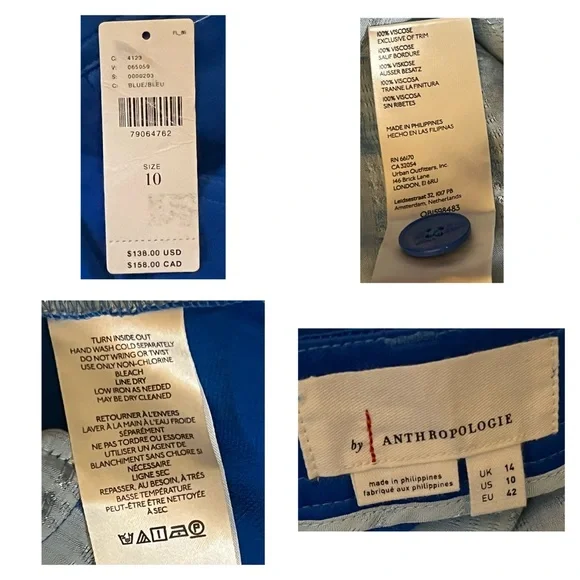 FL_86
C: 4123
V: 065059
S: 0000203
C: BLUE/BLEU
79064762
SIZE
10
$138.00 USD
$158.00 CAD
100% VISCOSE
EXCLUSIVE OF TRIM
100% VISCOSE
SAUF BORDURE
100% VISKOSE
AUSSER BESATZ
100% VISCOSA
TRANNE LA FINITURA
100% VISCOSA
SIN RIBETES
MADE IN PHILIPPINES
HECHO EN LAS FILIPINAS
RN 66170
CA 32054
Urban Outfitters, Inc
146 Brick Lane
LONDON, E1 6RU
Leidsestraat 32, 1017 PB
Amsterdam, Netherlands
TURN INSIDE OUT
HAND WASH COLD SEPARATELY
DO NOT WRING OR TWIST
USE ONLY NON-CHLORINE
BLEACH
LINE DRY
LOW IRON AS NEEDED
MAY BE DRY CLEANED
RETOURNER À L'ENVERS
LAVER À LA MAIN À L'EAU FROIDE
SÉPARÉMENT
NE PAS TORDRE OU ESSORER
UTILISER UN AGENT DE
BLANCHIMENT SANS CHLORE SI
NÉCESSAIRE
LIGNE SEC
REPASSER, AU BESOIN, À TRÈS
BASSE TEMPÉRATURE
PEUT-ÊTRE ÊTRE NETTOYÉE
À SEC
by ANTHROPOLOGIE
made in philippines
fabriqué aux philippines
UK 14
US 10
EU 42